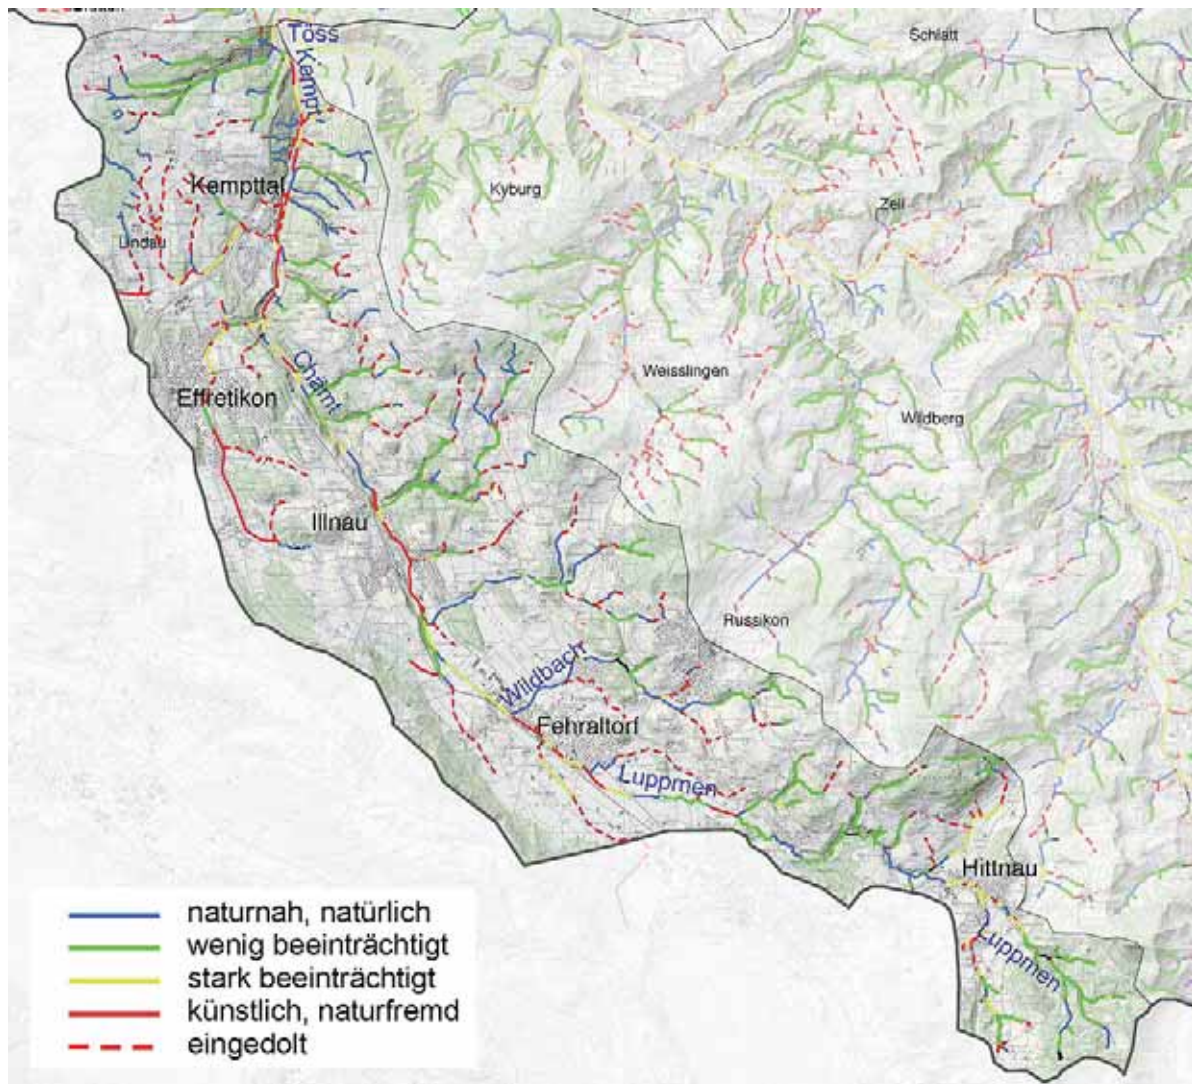 Schlatt
Töss
Kempt
Kempttal
Kyburg
Zell
Lindau
Chämt
Weisslingen
Effretikon
Wildberg
Illnau
Russikon
Wildbach
Fehraltorf
Luppmen
Hittnau
Luppmen
naturnah, natürlich
wenig beeinträchtigt
stark beeinträchtigt
künstlich, naturfremd
eingedolt